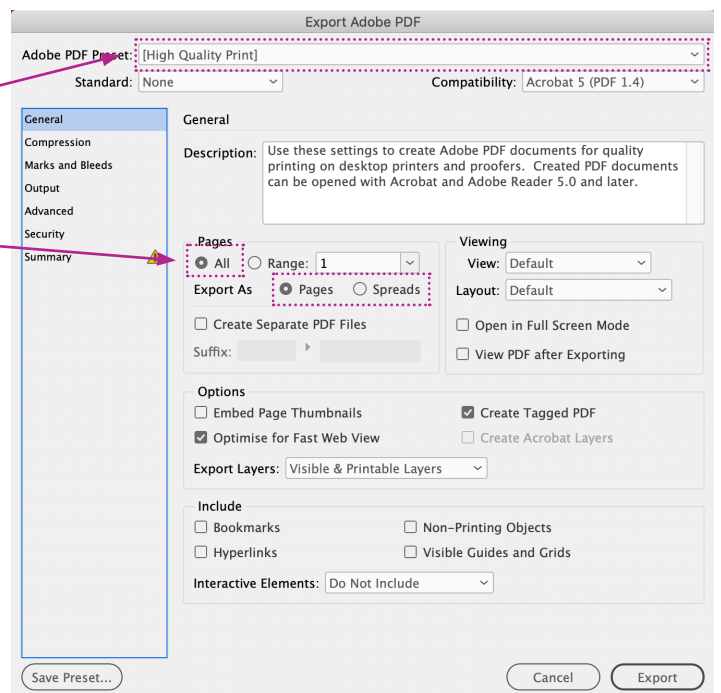 Export Adobe PDF
Adobe PDF Preset: [High Quality Print]
Standard: None Compatibility: Acrobat 5 (PDF 1.4)
General
Compression
Marks and Bleeds
Output
Advanced
Security
Summary
General
Description: Use these settings to create Adobe PDF documents for quality
printing on desktop printers and proofers. Created PDF documents
can be opened with Acrobat and Adobe Reader 5.0 and later.
Pages
All Range: 1
Export As Pages Spreads
Create Separate PDF Files
Suffix:
Viewing
View: Default
Layout: Default
Open in Full Screen Mode
View PDF after Exporting
Options
Embed Page Thumbnails Create Tagged PDF
Optimise for Fast Web View Create Acrobat Layers
Export Layers: Visible & Printable Layers
Include
Bookmarks Non-Printing Objects
Hyperlinks Visible Guides and Grids
Interactive Elements: Do Not Include
Save Preset... Cancel Export